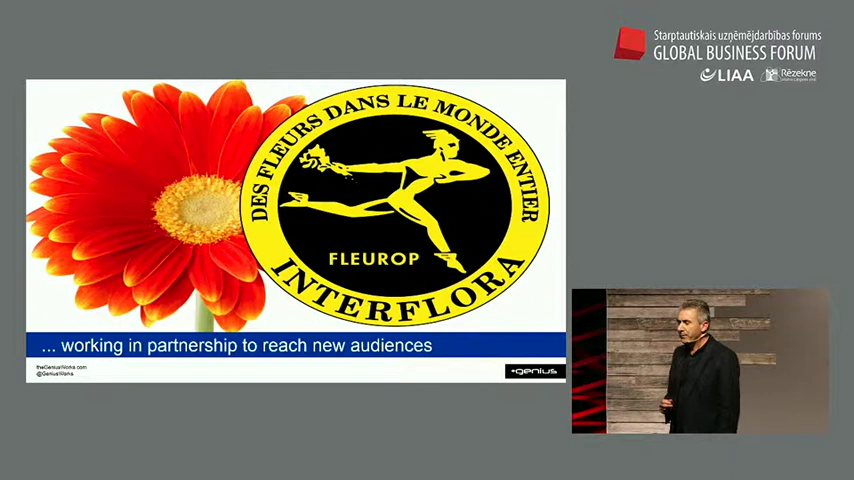 Starptautiskais uzņēmējdarbības forums
GLOBAL BUSINESS FORUM
LIAA
Rēzekne
DES FLEURS DANS LE MONDE ENTIER
FLEUROP
INTERFLORA
... working in partnership to reach new audiences
theGeniusWorks.com
@GeniusWorks
genius